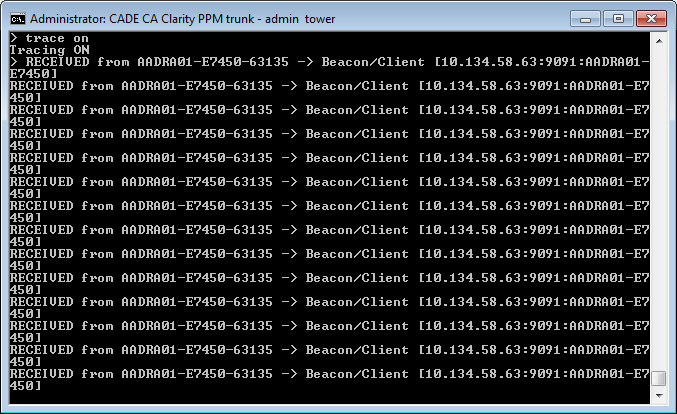 Administrator: CADE CA Clarity PPM trunk - admin tower
> trace on
Tracing ON
> RECEIVED from AADRA01-E7450-63135 -> Beacon/Client [10.134.58.63:9091:AADRA01-
E7450]
RECEIVED from AADRA01-E7450-63135 -> Beacon/Client [10.134.58.63:9091:AADRA01-E7
450]
RECEIVED from AADRA01-E7450-63135 -> Beacon/Client [10.134.58.63:9091:AADRA01-E7
450]
RECEIVED from AADRA01-E7450-63135 -> Beacon/Client [10.134.58.63:9091:AADRA01-E7
450]
RECEIVED from AADRA01-E7450-63135 -> Beacon/Client [10.134.58.63:9091:AADRA01-E7
450]
RECEIVED from AADRA01-E7450-63135 -> Beacon/Client [10.134.58.63:9091:AADRA01-E7
450]
RECEIVED from AADRA01-E7450-63135 -> Beacon/Client [10.134.58.63:9091:AADRA01-E7
450]
RECEIVED from AADRA01-E7450-63135 -> Beacon/Client [10.134.58.63:9091:AADRA01-E7
450]
RECEIVED from AADRA01-E7450-63135 -> Beacon/Client [10.134.58.63:9091:AADRA01-E7
450]
RECEIVED from AADRA01-E7450-63135 -> Beacon/Client [10.134.58.63:9091:AADRA01-E7
450]
RECEIVED from AADRA01-E7450-63135 -> Beacon/Client [10.134.58.63:9091:AADRA01-E7
450]
RECEIVED from AADRA01-E7450-63135 -> Beacon/Client [10.134.58.63:9091:AADRA01-E7
450]
RECEIVED from AADRA01-E7450-63135 -> Beacon/Client [10.134.58.63:9091:AADRA01-E7
450]
RECEIVED from AADRA01-E7450-63135 -> Beacon/Client [10.134.58.63:9091:AADRA01-E7
450]